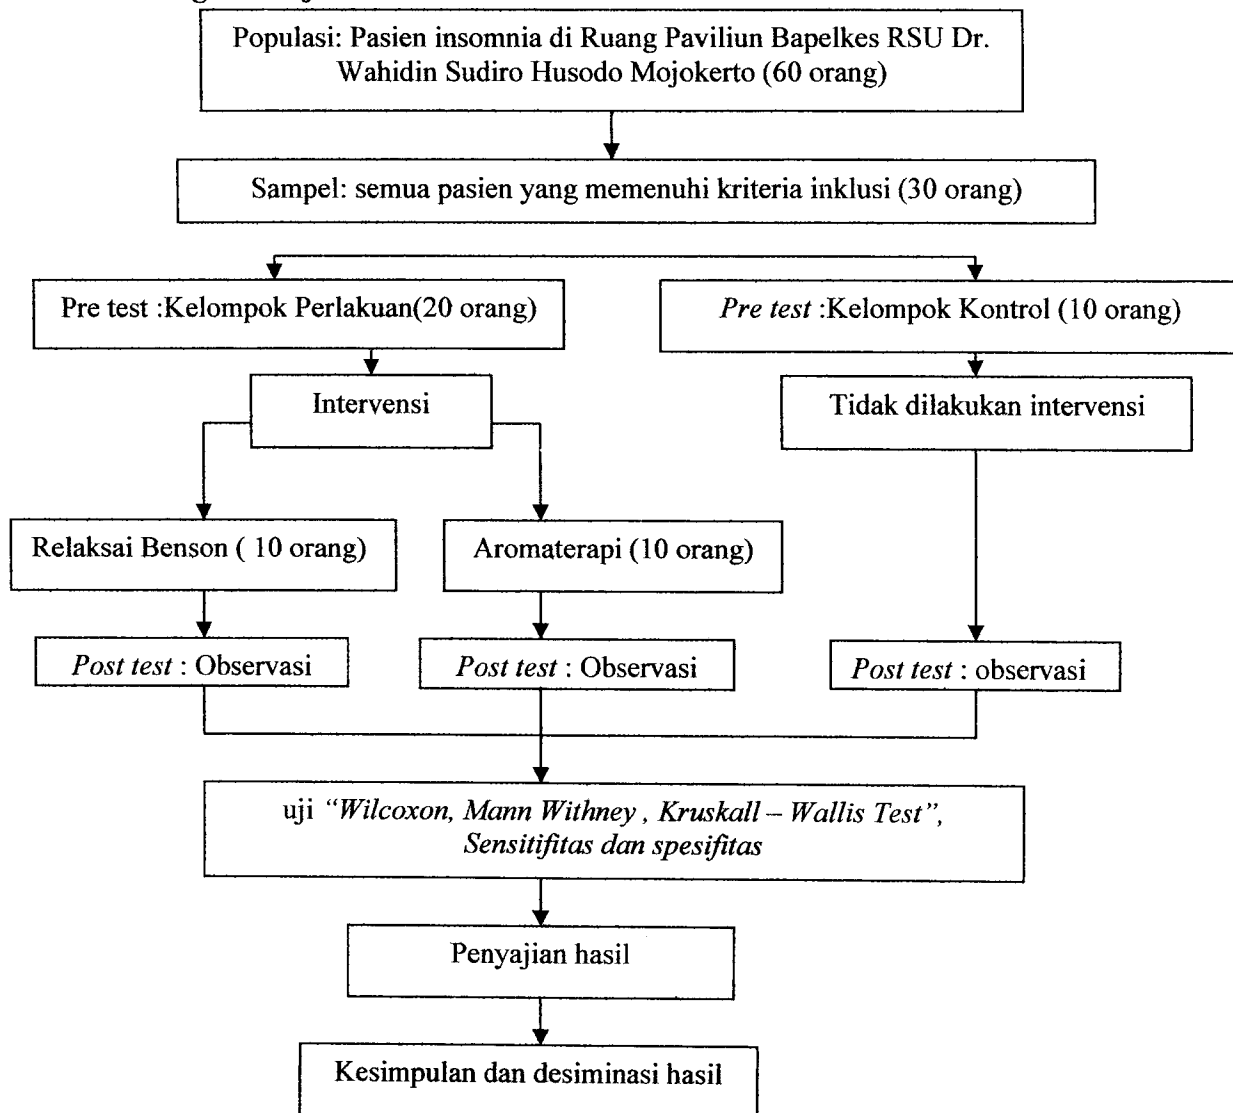 Populasi: Pasien insomnia di Ruang Paviliun Bapelkes RSU Dr.
Wahidin Sudiro Husodo Mojokerto (60 orang)
Sampel: semua pasien yang memenuhi kriteria inklusi (30 orang)
Pre test :Kelompok Perlakuan(20 orang)
Pre test :Kelompok Kontrol (10 orang)
Intervensi
Tidak dilakukan intervensi
Relaksai Benson ( 10 orang)
Aromaterapi (10 orang)
Post test : Observasi
Post test : Observasi
Post test : observasi
uji “Wilcoxon, Mann Withney , Kruskall – Wallis Test”,
Sensitifitas dan spesifitas
Penyajian hasil
Kesimpulan dan desiminasi hasil